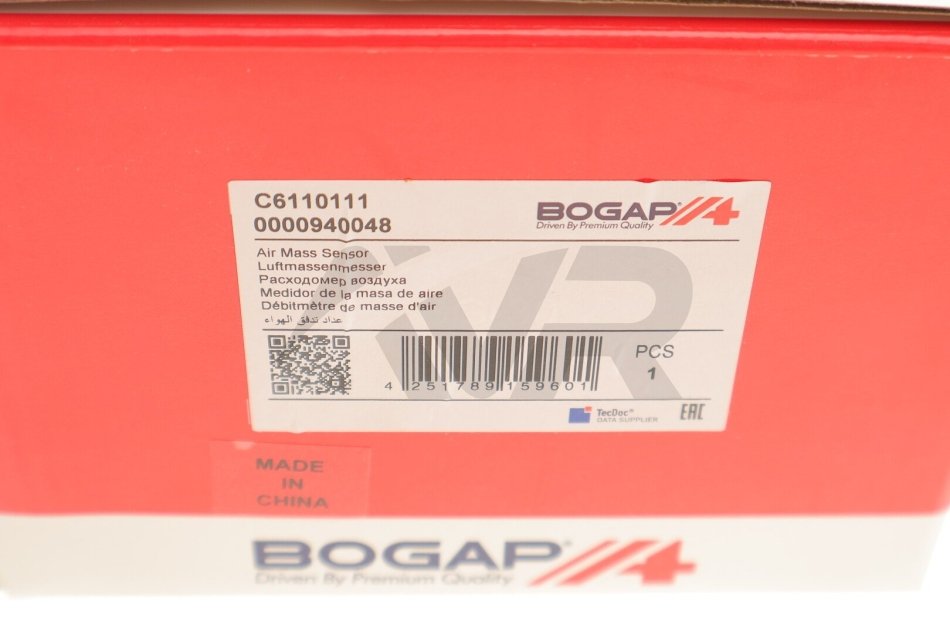 C6110111
0000940048
BOGAP
Driven By Premium Quality
Air Mass Sensor
Luftmassenmesser
Расходомер воздуха
Medidor de la masa de aire
Débitmètre de masse d'air
عداد تدفق الهواء
4 251789 159601
PCS
1
TecDoc®
DATA SUPPLIER
EAC
MADE
IN
CHINA
BOGAP®
Driven By Premium Quality